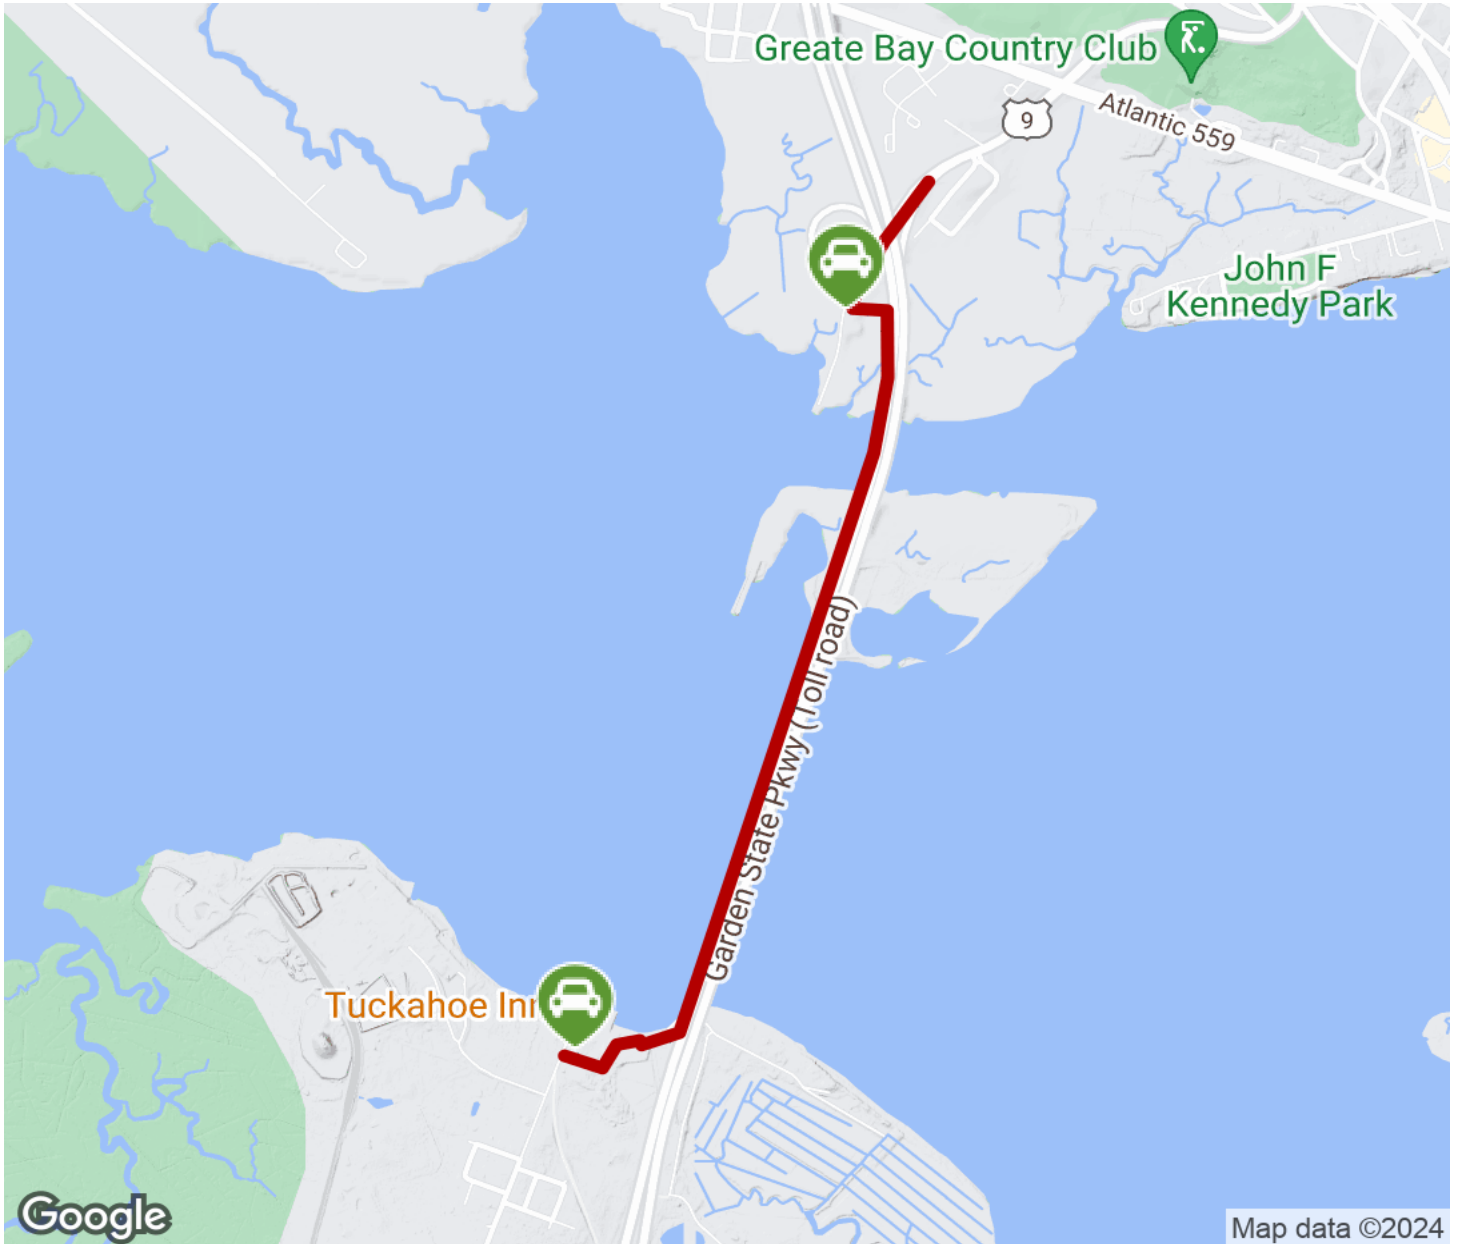 Greate Bay Country Club
9
Atlantic 559
John F
Kennedy Park
Garden State Pkwy (Toll road)
Tuckahoe Inn
Google
Map data ©2024